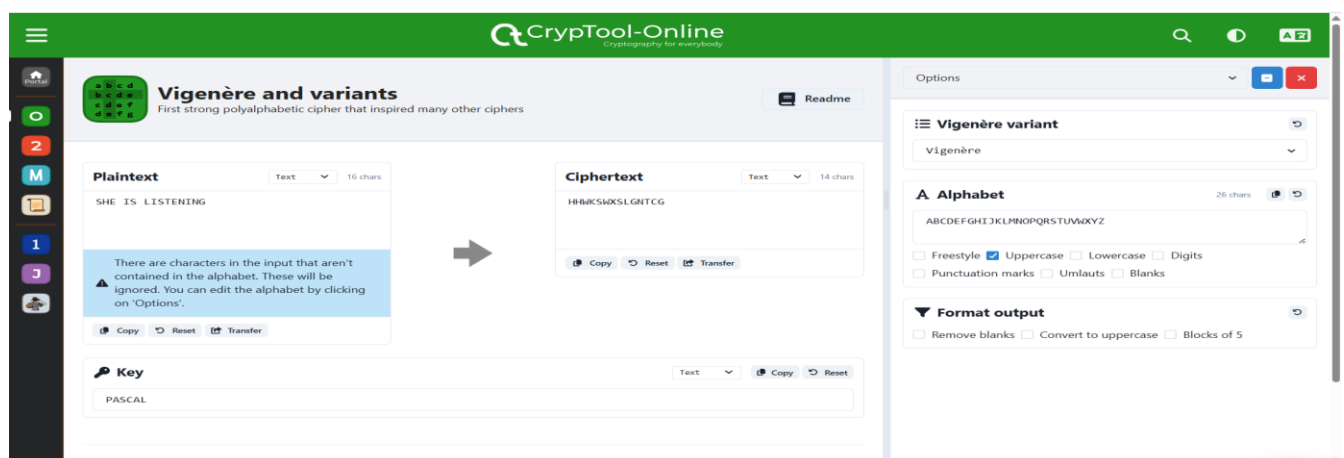 CrypTool-Online
Cryptography for everybody
Portal
a b c d
b c d e
c d e f
d e f g
Vigenère and variants
First strong polyalphabetic cipher that inspired many other ciphers
Readme
O
2
M
1
J
Plaintext Text 16 chars
SHE IS LISTENING
There are characters in the input that aren't
contained in the alphabet. These will be
ignored. You can edit the alphabet by clicking
on 'Options'.
Copy Reset Transfer
Ciphertext Text 14 chars
HHWKSWXSLGNTCG
Copy Reset Transfer
Key Text Copy Reset
PASCAL
Options
Vigenère variant
Vigenère
A Alphabet 26 chars
ABCDEFGHIJKLMNOPQRSTUVWXYZ
Freestyle Uppercase Lowercase Digits
Punctuation marks Umlauts Blanks
Format output
Remove blanks Convert to uppercase Blocks of 5